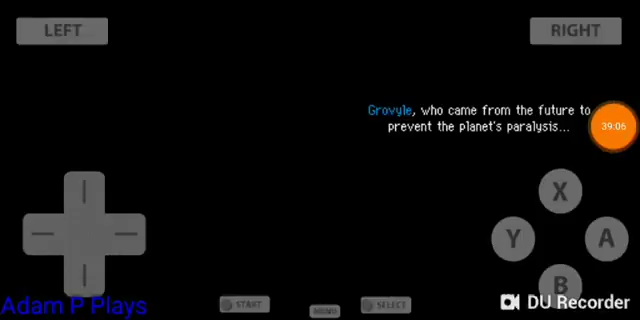 LEFT
RIGHT
Grovyle, who came from the future to
prevent the planet's paralysis...
39:06
X
Y
A
B
START
MENU
SELECT
Adam P Plays
DU Recorder